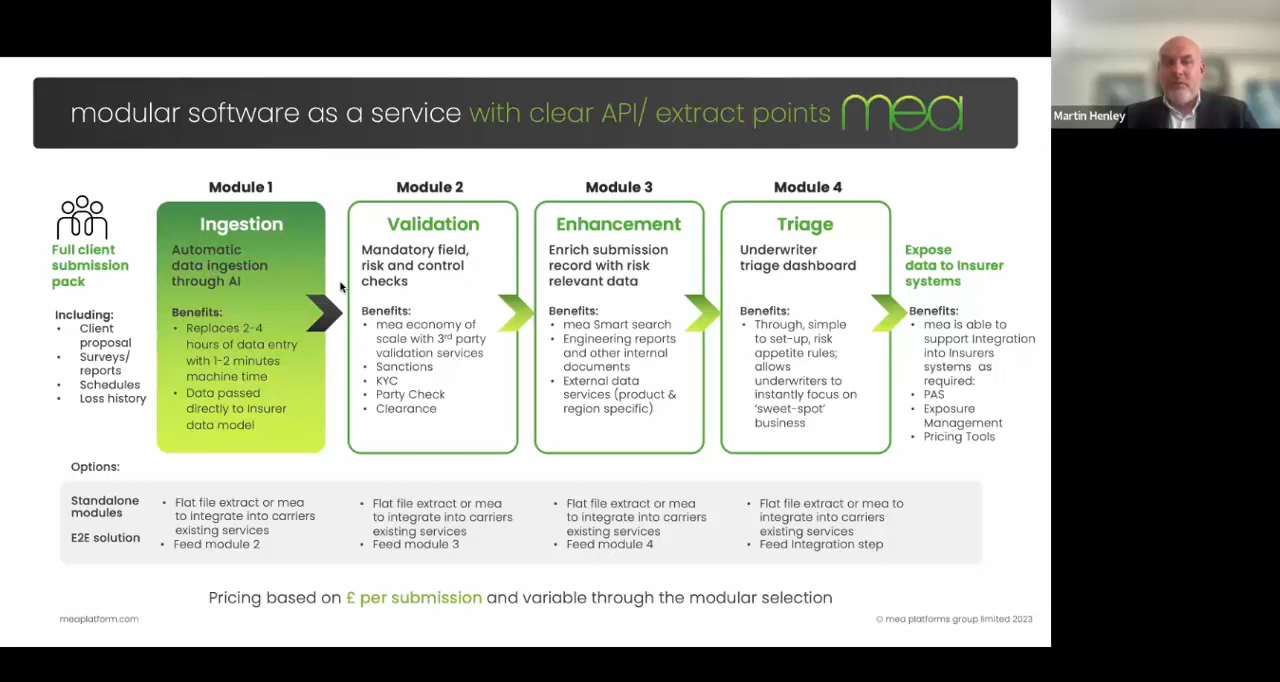 modular software as a service with clear API/ extract points mea
Martin Henley
Full client
submission
pack
Including:
• Client
proposal
• Surveys/
reports
• Schedules
• Loss history
Module 1
Ingestion
Automatic
data ingestion
through AI
Benefits:
• Replaces 2-4
hours of data entry
with 1-2 minutes
machine time
• Data passed
directly to Insurer
data model
Module 2
Validation
Mandatory field,
risk and control
checks
Benefits:
• mea economy of
scale with 3rd party
validation services
• Sanctions
• KYC
• Party Check
• Clearance
Module 3
Enhancement
Enrich submission
record with risk
relevant data
Benefits:
• mea Smart search
• Engineering reports
and other internal
documents
• External data
services (product &
region specific)
Module 4
Triage
Underwriter
triage dashboard
Benefits:
• Through, simple
to set-up, risk
appetite rules;
allows
underwriters to
instantly focus on
'sweet-spot'
business
Expose
data to Insurer
systems
Benefits:
• mea is able to
support Integration
into Insurers
systems as
required:
• PAS
• Exposure
Management
• Pricing Tools
Options:
Standalone
modules
E2E solution
• Flat file extract or mea
to integrate into carriers
existing services
• Feed module 2
• Flat file extract or mea
to integrate into carriers
existing services
• Feed module 3
• Flat file extract or mea
to integrate into carriers
existing services
• Feed module 4
• Flat file extract or mea to
integrate into carriers
existing services
• Feed Integration step
Pricing based on £ per submission and variable through the modular selection
meaplatform.com
© mea platforms group limited 2023